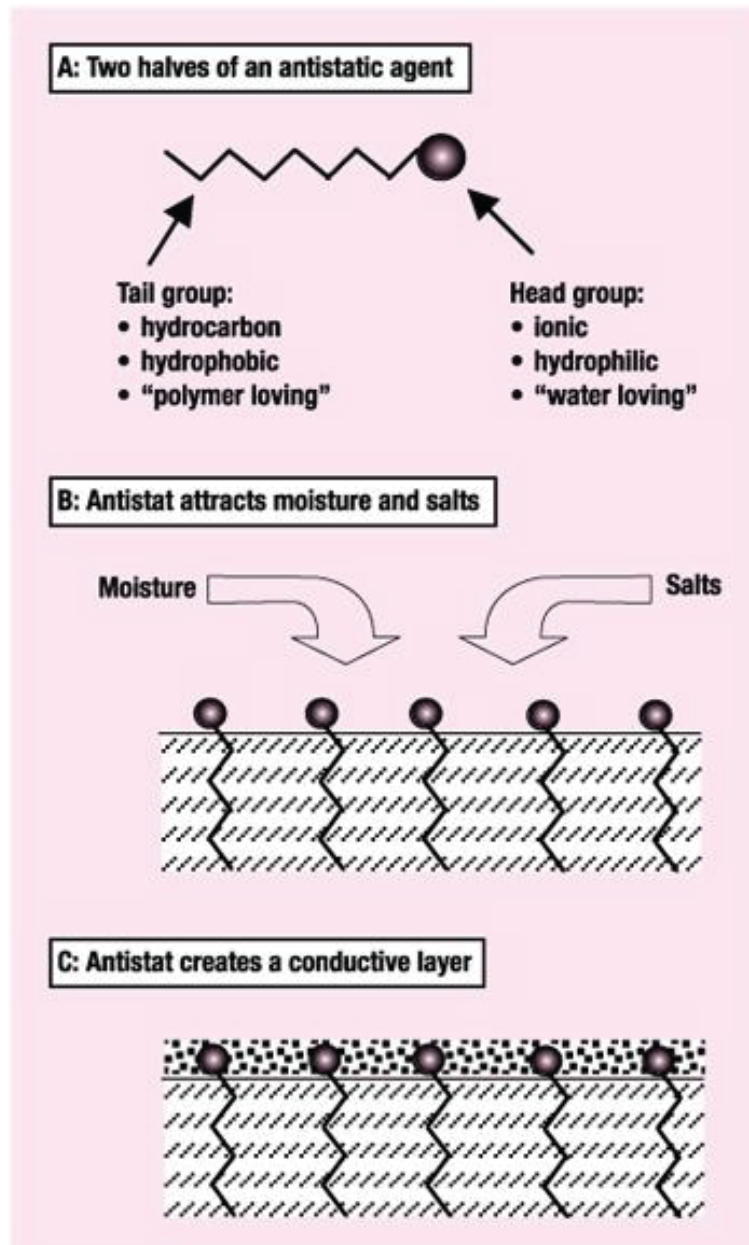 A: Two halves of an antistatic agent
Tail group:
• hydrocarbon
• hydrophobic
• “polymer loving”
Head group:
• ionic
• hydrophilic
• “water loving”
B: Antistat attracts moisture and salts
Moisture
Salts
C: Antistat creates a conductive layer